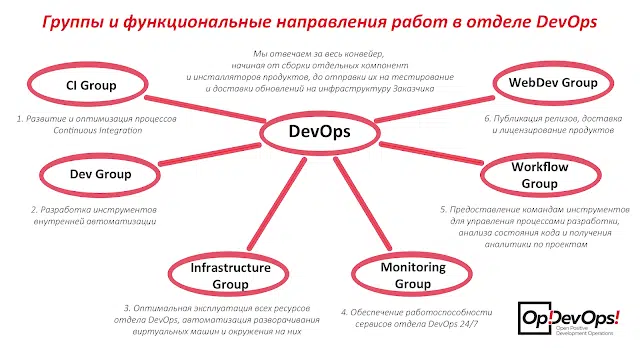 Группы и функциональные направления работ в отделе DevOps
Мы отвечаем за весь конвейер,
начиная от сборки отдельных компонент
и инсталляторов продуктов, до отправки их на тестирование
и доставки обновлений на инфраструктуру Заказчика
CI Group
1. Развитие и оптимизация процессов
Continuous Integration
DevOps
WebDev Group
6. Публикация релизов, доставка
и лицензирование продуктов
Dev Group
2. Разработка инструментов
внутренней автоматизации
Workflow
Group
5. Предоставление командам инструментов
для управления процессами разработки,
анализа состояния кода и получения
аналитики по проектам
Infrastructure
Group
3. Оптимальная эксплуатация всех ресурсов
отдела DevOps, автоматизация разворачивания
виртуальных машин и окружения на них
Monitoring
Group
4. Обеспечение работоспособности
сервисов отдела DevOps 24/7
Op!DevOps!
Open Positive
Development Operations